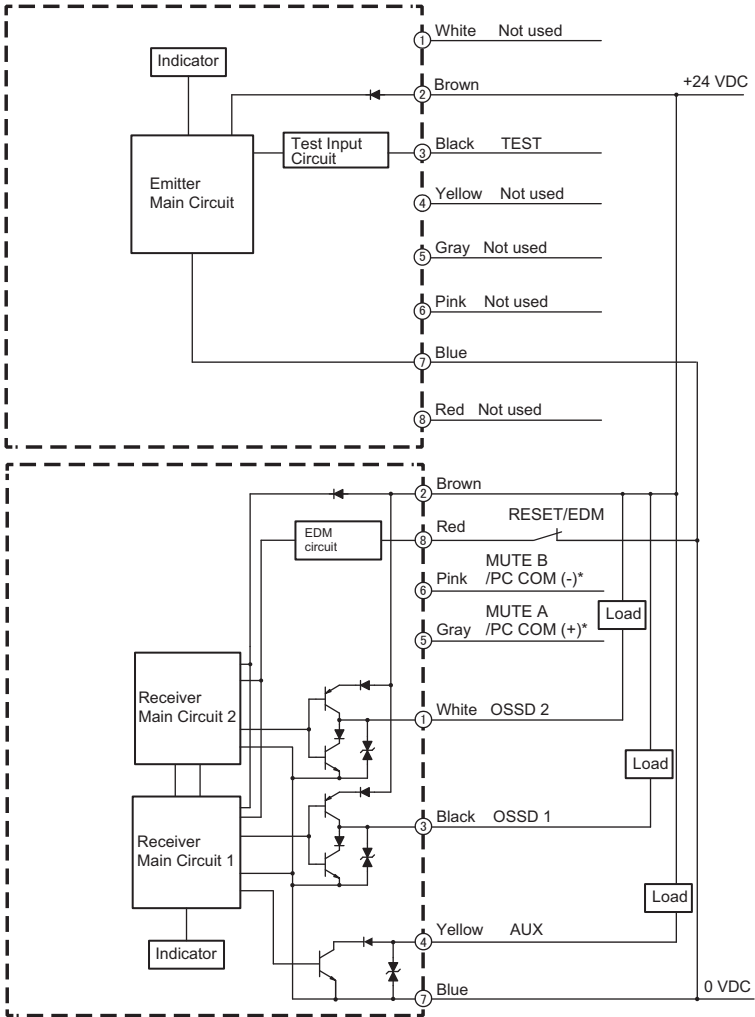 ① White Not used
Indicator
② Brown +24 VDC
Test Input
Circuit
③ Black TEST
Emitter
Main Circuit
④ Yellow Not used
⑤ Gray Not used
⑥ Pink Not used
⑦ Blue
⑧ Red Not used
② Brown
EDM
circuit
⑧ Red RESET/EDM
MUTE B
⑥ Pink /PC COM (-)*
MUTE A
⑤ Gray /PC COM (+)*
Load
Receiver
Main Circuit 2
① White OSSD 2
Load
Receiver
Main Circuit 1
③ Black OSSD 1
Load
Indicator
④ Yellow AUX
⑦ Blue 0 VDC